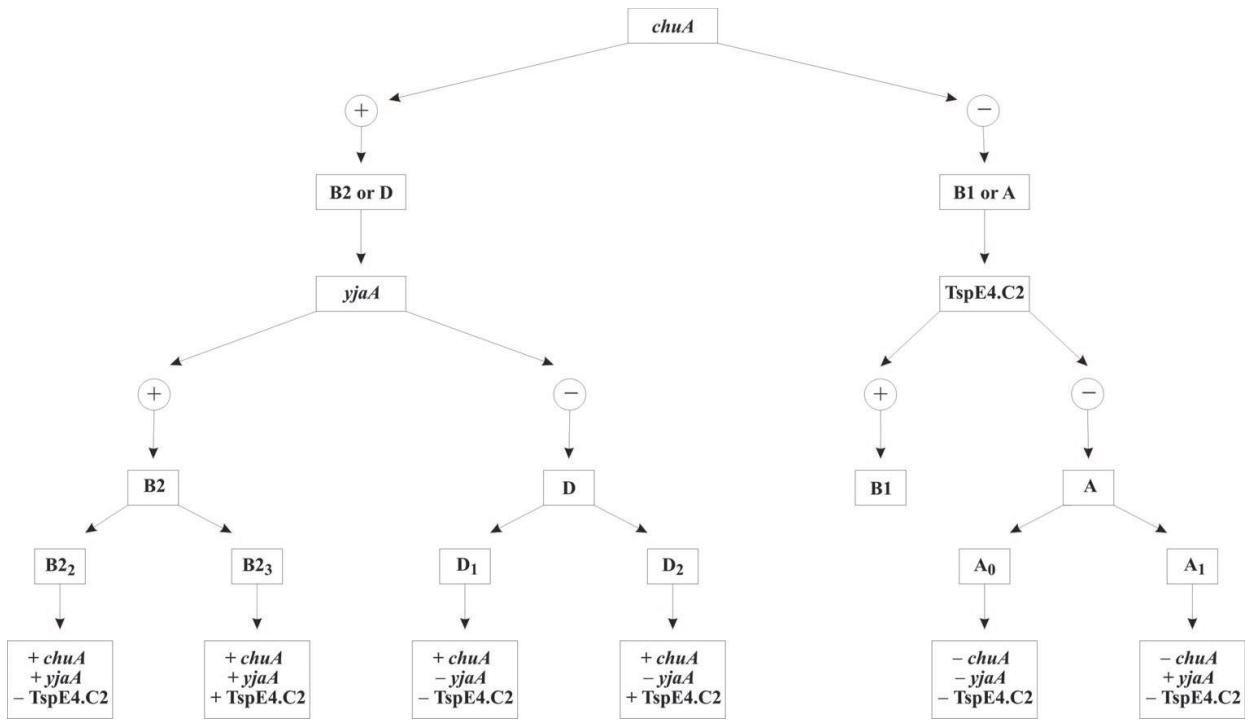 chuA
+
−
B2 or D
B1 or A
yjaA
TspE4.C2
+
−
+
−
B2
D
B1
A
B2₂
B2₃
D₁
D₂
A₀
A₁
+ chuA
+ yjaA
− TspE4.C2
+ chuA
+ yjaA
+ TspE4.C2
+ chuA
− yjaA
− TspE4.C2
+ chuA
− yjaA
+ TspE4.C2
− chuA
− yjaA
− TspE4.C2
− chuA
+ yjaA
− TspE4.C2